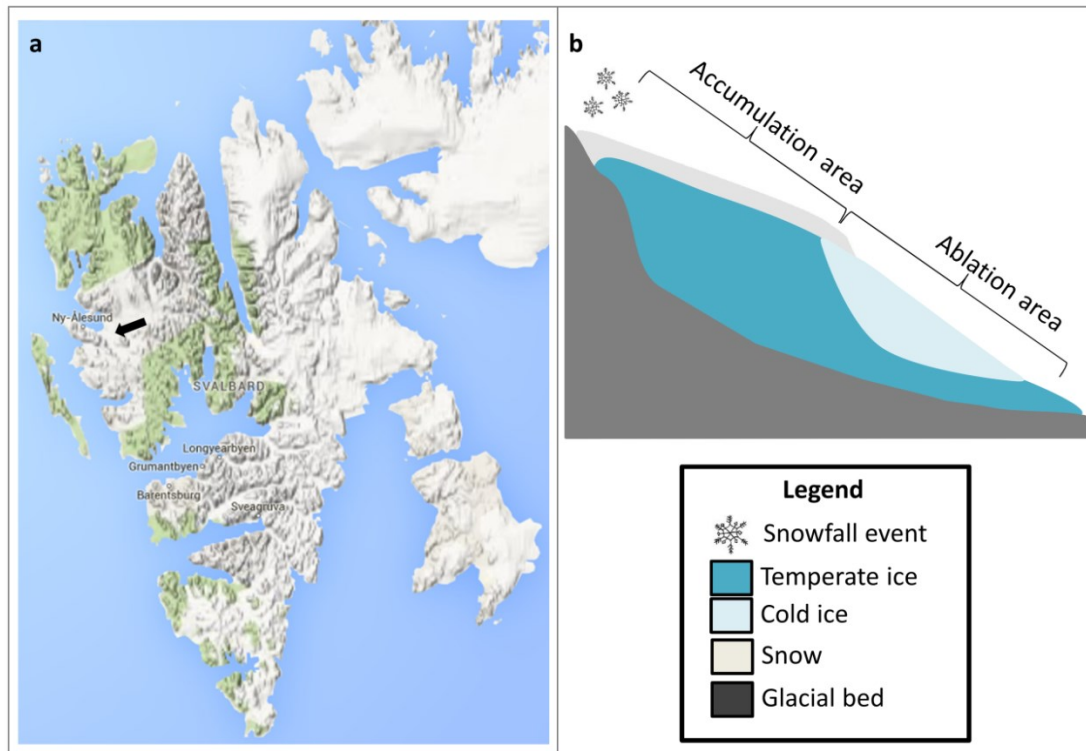 a
Ny-Ålesund
SVALBARD
Longyearbyen
Grumantbyen
Barentsburg
Sveagruva
b
Accumulation area
Ablation area
Legend
Snowfall event
Temperate ice
Cold ice
Snow
Glacial bed